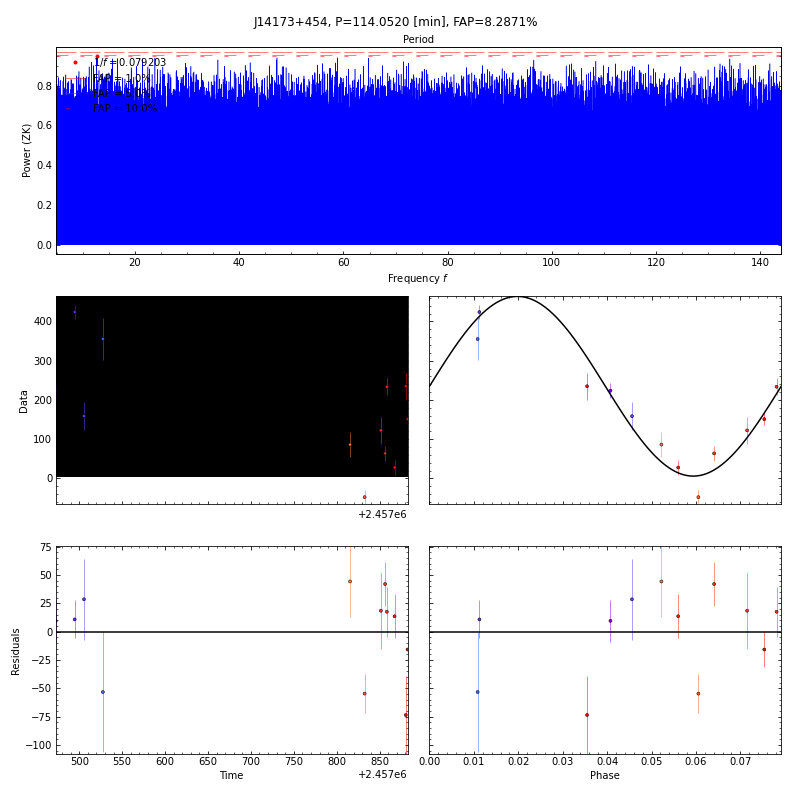 J14173+454, P=114.0520 [min], FAP=8.2871%
Period
1/f = 0.079203
FAP = 1.0%
FAP = 10.0%
Power (ZK)
0.8
0.6
0.4
0.2
0.0
20 40 60 80 100 120 140
Frequency f
Data
400
300
200
100
0
+2.457e6
Residuals
75
50
25
0
−25
−50
−75
−100
500 550 600 650 700 750 800 850
0.00 0.01 0.02 0.03 0.04 0.05 0.06 0.07
Time
+2.457e6
Phase